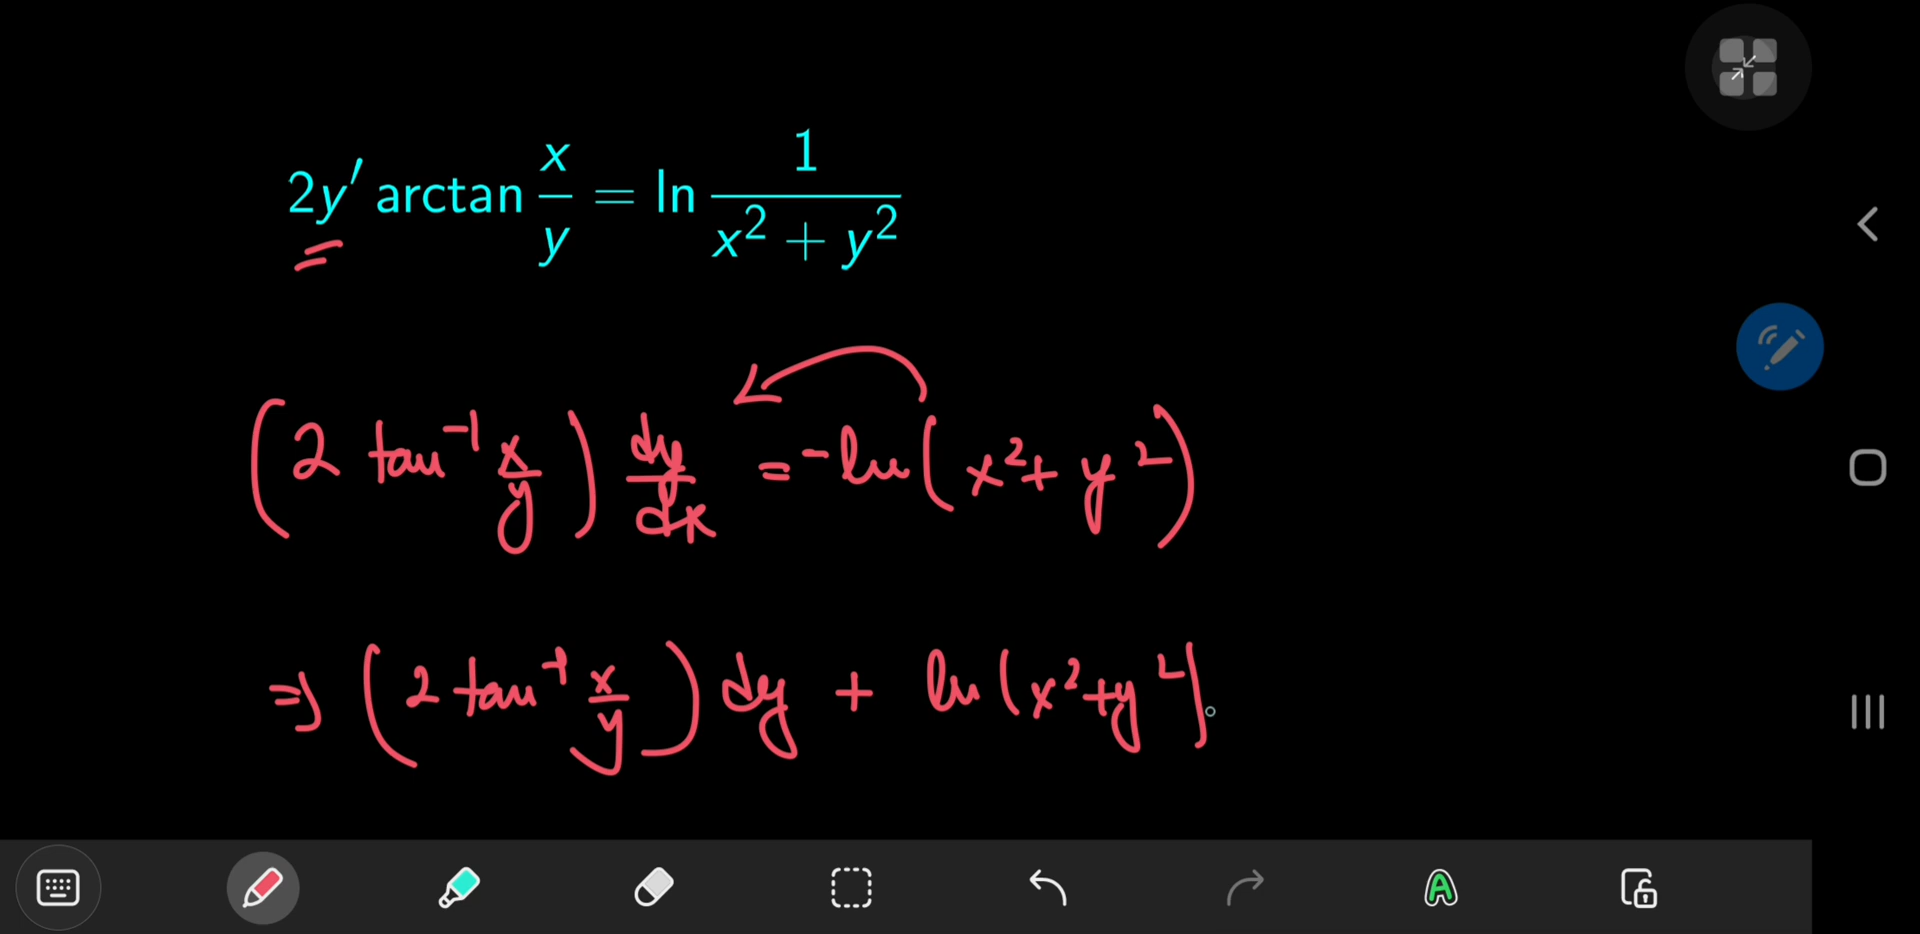 2y′ arctan x/y = ln 1/(x² + y²)
(2 tan⁻¹ x/y) dy/dx = -ln(x² + y²)
⇒ (2 tan⁻¹ x/y) dy + ln(x² + y²)
A